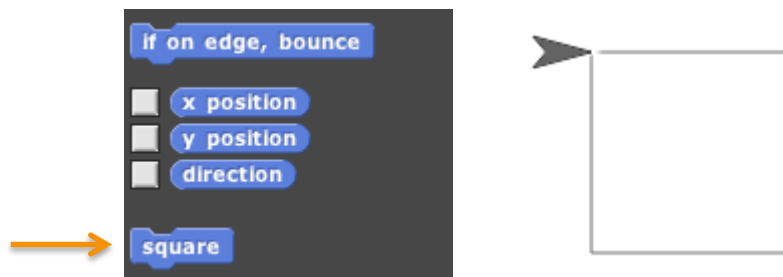 if on edge, bounce
x position
y position
direction
square